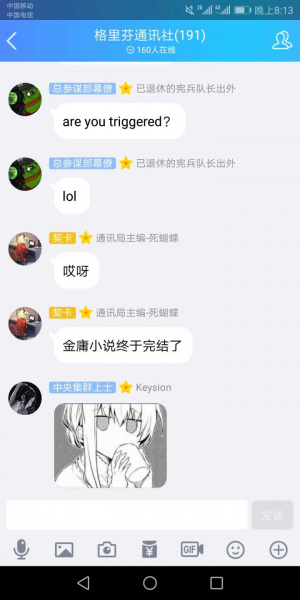 中国移动
中国电信
晚上8:13
格里芬通讯社(191)
160人在线
总参谋部幕僚 已退休的宪兵队长出外
are you triggered?
总参谋部幕僚 已退休的宪兵队长出外
lol
契卡 通讯局主编-死蝴蝶
哎呀
契卡 通讯局主编-死蝴蝶
金庸小说终于完结了
中央集群上士 Keysion
发送
GIF